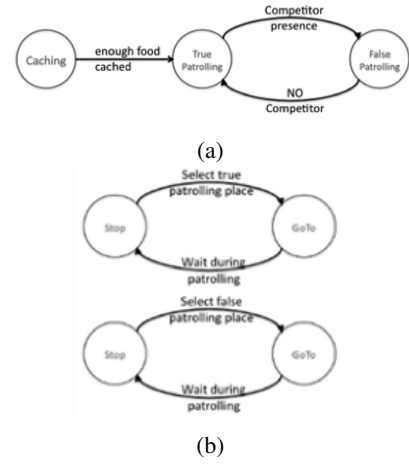 Competitor
presence
enough food
cached
Caching
True
Patrolling
False
Patrolling
NO
Competitor
(a)
Select true
patrolling place
Stop
GoTo
Wait during
patrolling
Select false
patrolling place
Stop
GoTo
Wait during
patrolling
(b)